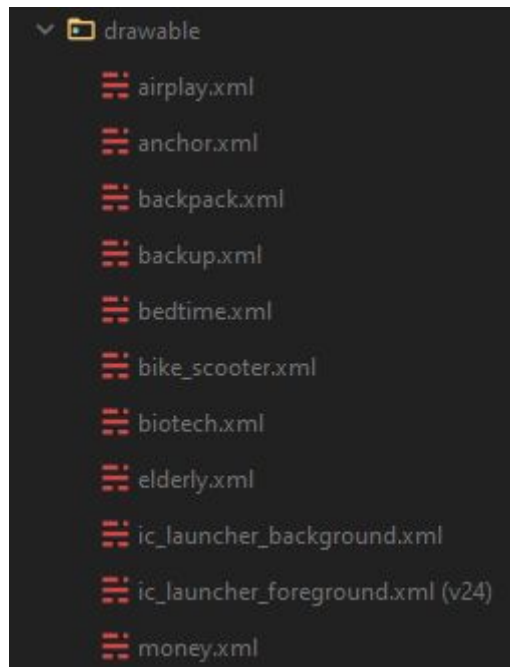 drawable
airplay.xml
anchor.xml
backpack.xml
backup.xml
bedtime.xml
bike_scooter.xml
biotech.xml
elderly.xml
ic_launcher_background.xml
ic_launcher_foreground.xml (v24)
money.xml